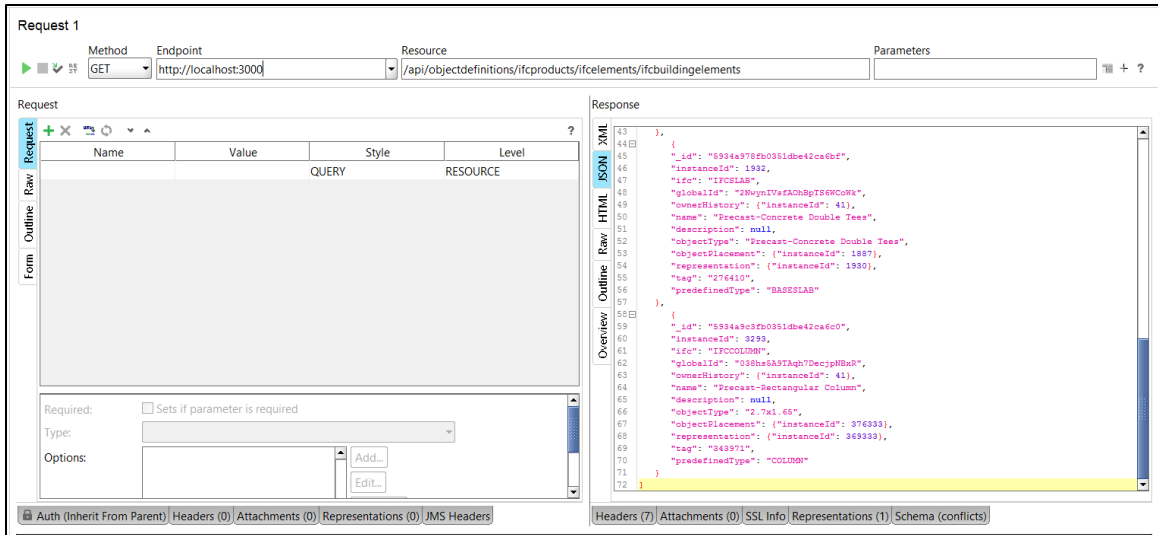 Request 1
Method Endpoint Resource Parameters
GET http://localhost:3000 /api/objectdefinitions/ifcproducts/ifcelements/ifcbuildingelements
Request
Request
Raw
Outline
Form
Name Value Style Level
QUERY RESOURCE
Required: Sets if parameter is required
Type:
Options: Add...
Edit...
Auth (Inherit From Parent) Headers (0) Attachments (0) Representations (0) JMS Headers
Response
XML
JSON
HTML
Raw
Outline
Overview
43 },
44 {
45 "_id": "5934a978fb0351dbe42ca6bf",
46 "instanceId": 1932,
47 "ifc": "IFCSLAB",
48 "globalId": "2NwynIVsfAOhBpTS6WCoWk",
49 "ownerHistory": {"instanceId": 41},
50 "name": "Precast-Concrete Double Tees",
51 "description": null,
52 "objectType": "Precast-Concrete Double Tees",
53 "objectPlacement": {"instanceId": 1887},
54 "representation": {"instanceId": 1930},
55 "tag": "276410",
56 "predefinedType": "BASESLAB"
57 },
58 {
59 "_id": "5934a9c3fb0351dbe42ca6c0",
60 "instanceId": 3293,
61 "ifc": "IFCCOLUMN",
62 "globalId": "038hs5A9TAqh7DecjpNBxR",
63 "ownerHistory": {"instanceId": 41},
64 "name": "Precast-Rectangular Column",
65 "description": null,
66 "objectType": "2.7x1.65",
67 "objectPlacement": {"instanceId": 376333},
68 "representation": {"instanceId": 369333},
69 "tag": "343971",
70 "predefinedType": "COLUMN"
71 }
72 ]
Headers (7) Attachments (0) SSL Info Representations (1) Schema (conflicts)